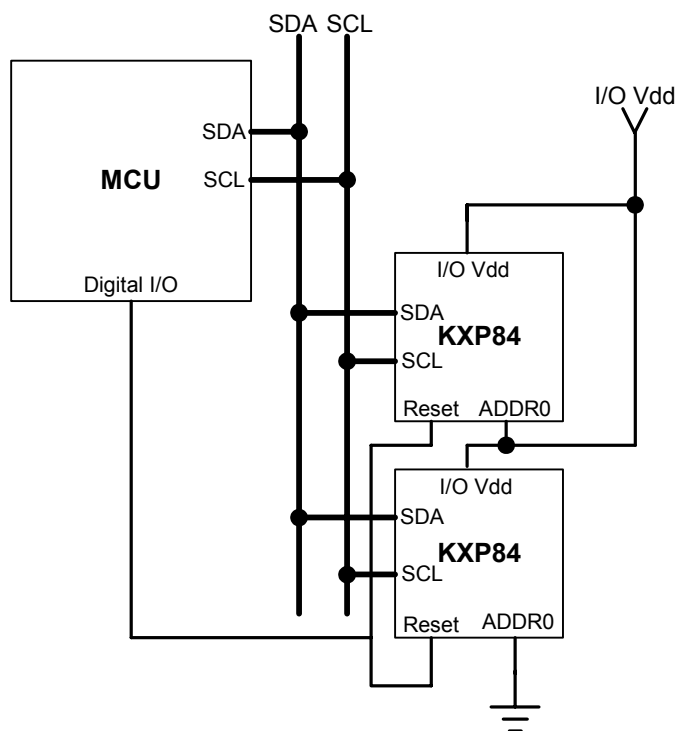 SDA SCL
I/O Vdd
SDA
MCU
SCL
Digital I/O
I/O Vdd
SDA
KXP84
SCL
Reset ADDR0
I/O Vdd
SDA
KXP84
SCL
Reset ADDR0